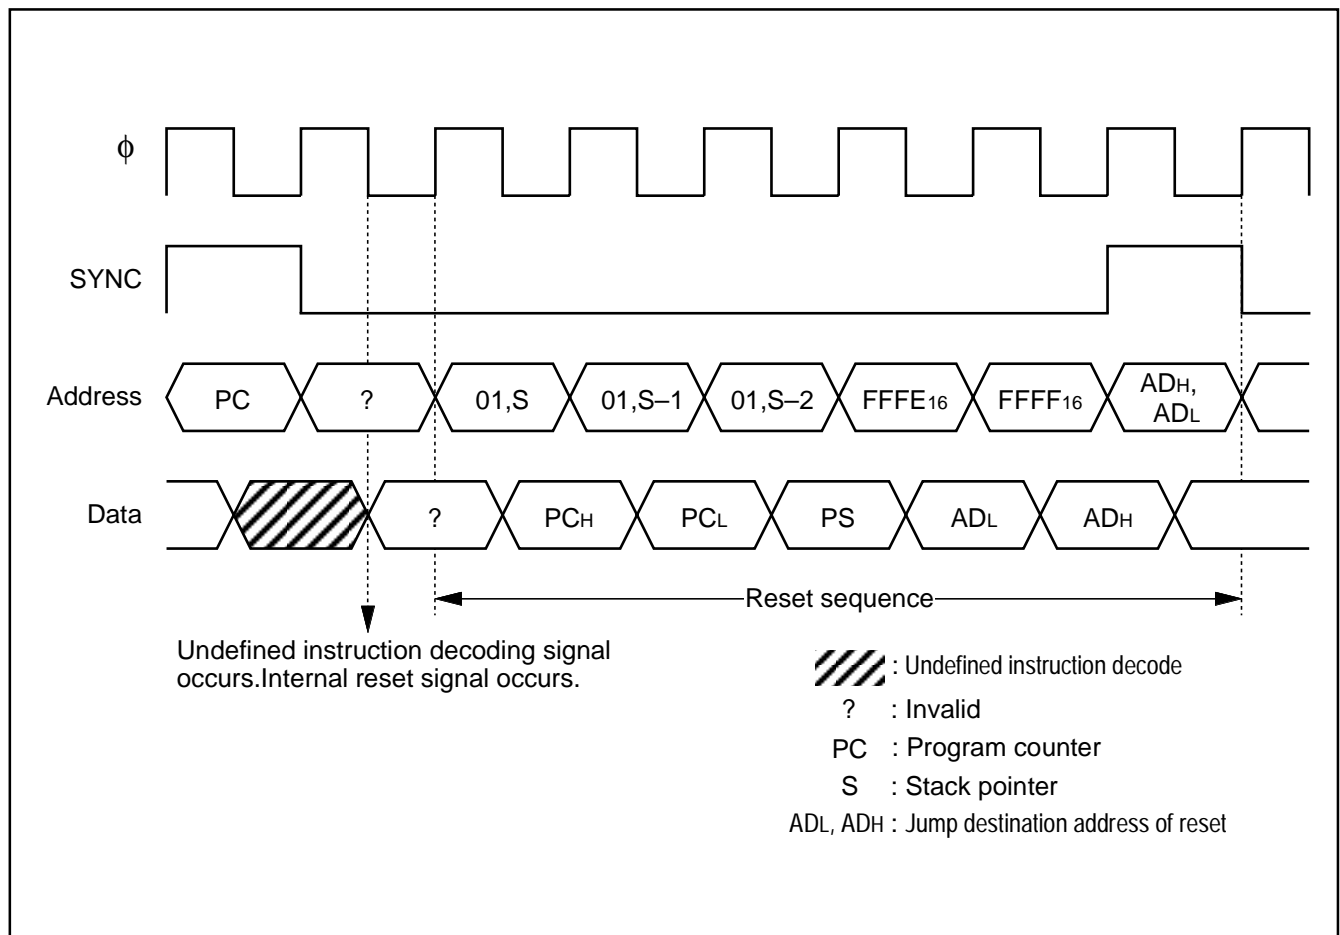 ϕ
SYNC
Address PC ? 01,S 01,S–1 01,S–2 FFFE16 FFFF16 ADH, ADL
Data ? PCH PCL PS ADL ADH
Reset sequence
Undefined instruction decoding signal
occurs.Internal reset signal occurs.
: Undefined instruction decode
? : Invalid
PC : Program counter
S : Stack pointer
ADL, ADH : Jump destination address of reset